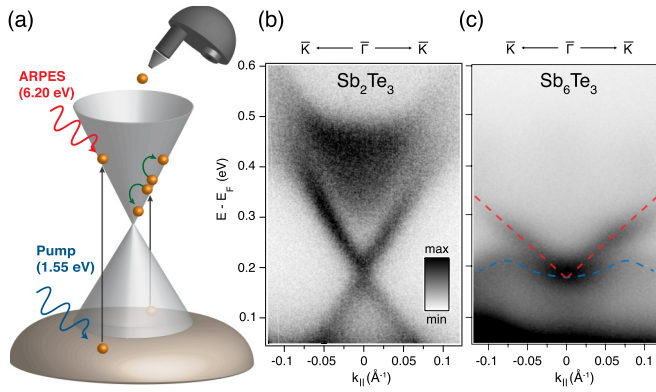 (a)
ARPES
(6.20 eV)
Pump
(1.55 eV)
(b)
K̅ ← Γ̅ → K̅
Sb₂Te₃
E - E_F (eV)
0.6
0.5
0.4
0.3
0.2
0.1
max
min
-0.1 -0.05 0 0.05 0.1
k_|| (Å⁻¹)
(c)
K̅ ← Γ̅ → K̅
Sb₆Te₃
-0.1 -0.05 0 0.05 0.1
k_|| (Å⁻¹)